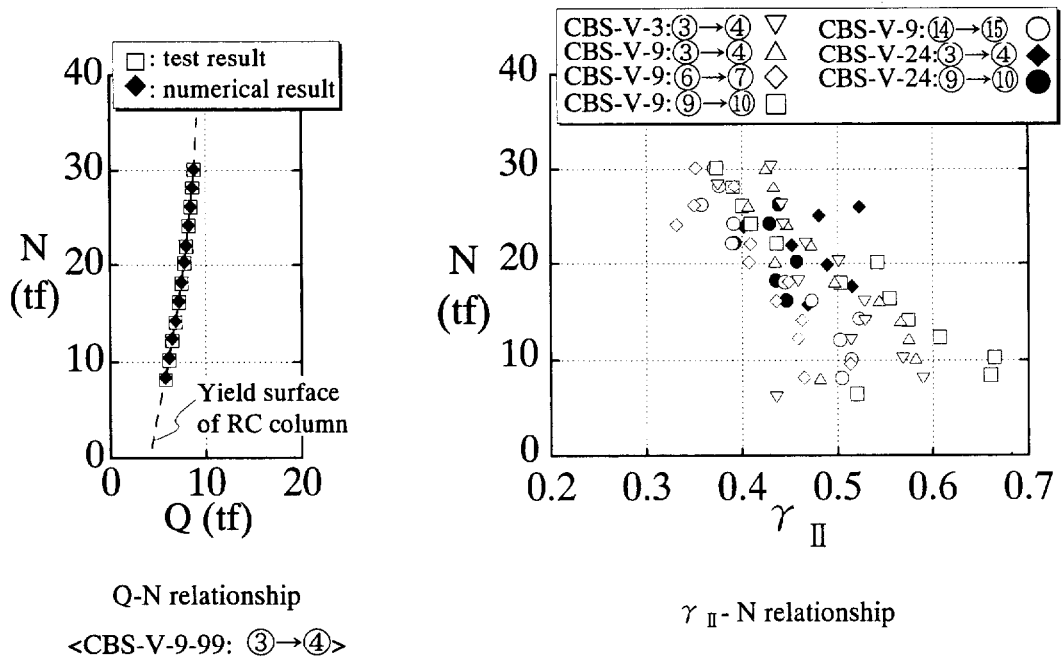 : test result
: numerical result
40
30
20
10
0
N
(tf)
Yield surface
of RC column
0 10 20
Q (tf)
Q-N relationship
<CBS-V-9-99: ③→④>
CBS-V-3:③→④
CBS-V-9:③→④
CBS-V-9:⑥→⑦
CBS-V-9:⑨→⑩
CBS-V-9:⑭→⑮
CBS-V-24:③→④
CBS-V-24:⑨→⑩
40
30
20
10
0
N
(tf)
0.2 0.3 0.4 0.5 0.6 0.7
γ Ⅱ
γ Ⅱ - N relationship